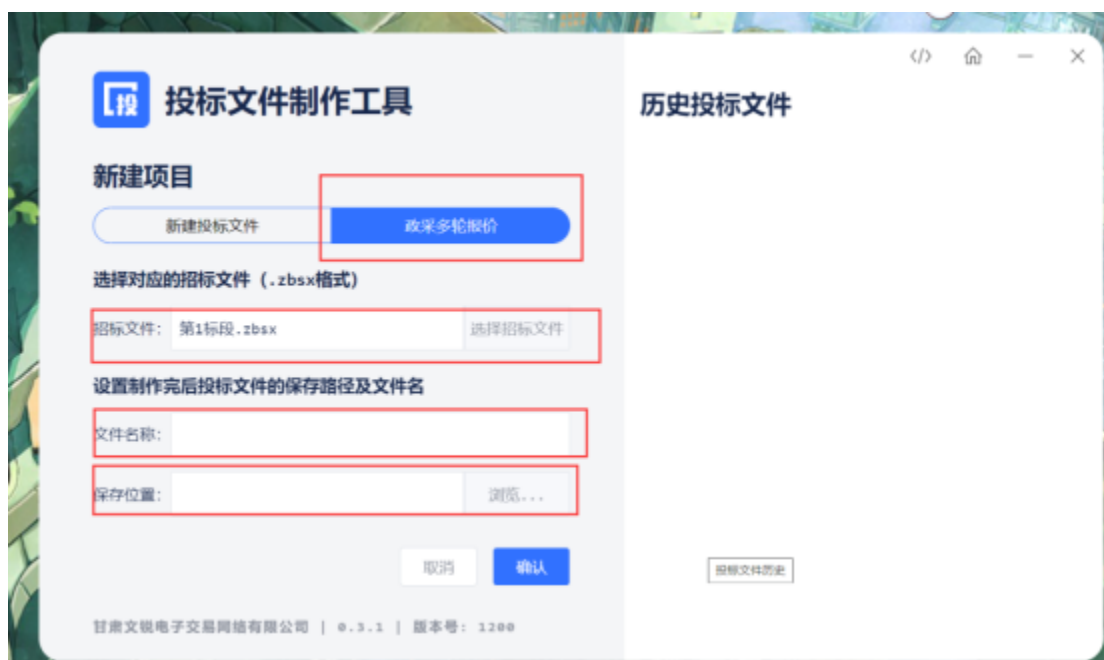 投
投标文件制作工具
历史投标文件
新建项目
新建投标文件
政采多轮报价
选择对应的招标文件（.zbsx格式）
招标文件： 第1标段.zbsx 选择招标文件
设置制作完后投标文件的保存路径及文件名
文件名称：
保存位置： 浏览...
取消 确认
投标文件历史
甘肃文锐电子交易网络有限公司 | 0.3.1 | 版本号: 1200